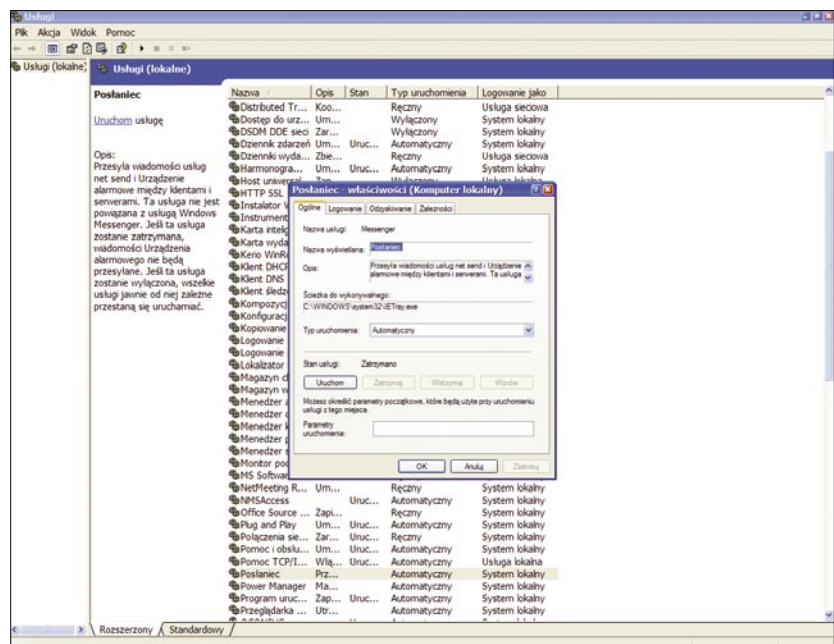 Usługi
Plik Akcja Widok Pomoc
Usługi (lokalne)
Usługi (lokalne)
Posłaniec
Uruchom usługę
Opis:
Przesyła wiadomości usług
net send i Urządzenie
alarmowe między klientami i
serwerami. Ta usługa nie jest
powiązana z usługą Windows
Messenger. Jeśli ta usługa
zostanie zatrzymana,
wiadomości Urządzenia
alarmowego nie będą
przesyłane. Jeśli ta usługa
zostanie wyłączona, wszelkie
usługi jawnie od niej zależne
przestaną się uruchamiać.
Nazwa Opis Stan Typ uruchomienia Logowanie jako
Distributed Tr... Koo... Ręczny Usługa sieciowa
Dostęp do urz... Um... Wyłączony System lokalny
DSDM DDE sieci Zar... Wyłączony System lokalny
Dziennik zdarzeń Um... Uruc... Automatyczny System lokalny
Dzienniki wyda... Zbie... Ręczny Usługa sieciowa
Harmonogra... Um... Uruc... Automatyczny System lokalny
Host uniwersal... Zap... Wyłączony Usługa lokalna
HTTP SSL
Instalator
Instrument
Karta intelig
Karta wyda
Kerio WinRo
Klient DHCP
Klient DNS
Klient śledz
Kompozycj
Konfigurac
Kopiowanie
Logowanie
Logowanie
Lokalizator
Magazyn
Magazyn
Menedżer
Menedżer
Menedżer
Menedżer
Menedżer
Monitor
MS Softwar
NetMeeting R... Um... Ręczny System lokalny
NMSAccess Uruc... Automatyczny System lokalny
Office Source ... Zapi... Ręczny System lokalny
Plug and Play Um... Uruc... Automatyczny System lokalny
Połączenia sie... Zar... Uruc... Ręczny System lokalny
Pomoc i obsłu... Um... Uruc... Automatyczny System lokalny
Pomoc TCP/I... Włą... Uruc... Automatyczny Usługa lokalna
Posłaniec Prz... Automatyczny System lokalny
Power Manager Ma... Automatyczny System lokalny
Program uruc... Zap... Uruc... Automatyczny System lokalny
Przeglądarka ... Utr... Automatyczny System lokalny
Posłaniec - właściwości (Komputer lokalny)
Ogólne Logowanie Odzyskiwanie Zależności
Nazwa usługi: Messenger
Nazwa wyświetlana: Posłaniec
Opis: Przesyła wiadomości usług net send i Urządzenie
alarmowe między klientami i serwerami. Ta usługa
Ścieżka do wykonywalnego:
C:\WINDOWS\system32\IETray.exe
Typ uruchomienia: Automatyczny
Stan usługi: Zatrzymano
Uruchom Zatrzymaj Wstrzymaj Wznów
Możesz określić parametry początkowe, które będą użyte przy uruchomieniu
usługi z tego miejsca.
Parametry
uruchomienia:
OK Anuluj Zastosuj
Rozszerzony Standardowy